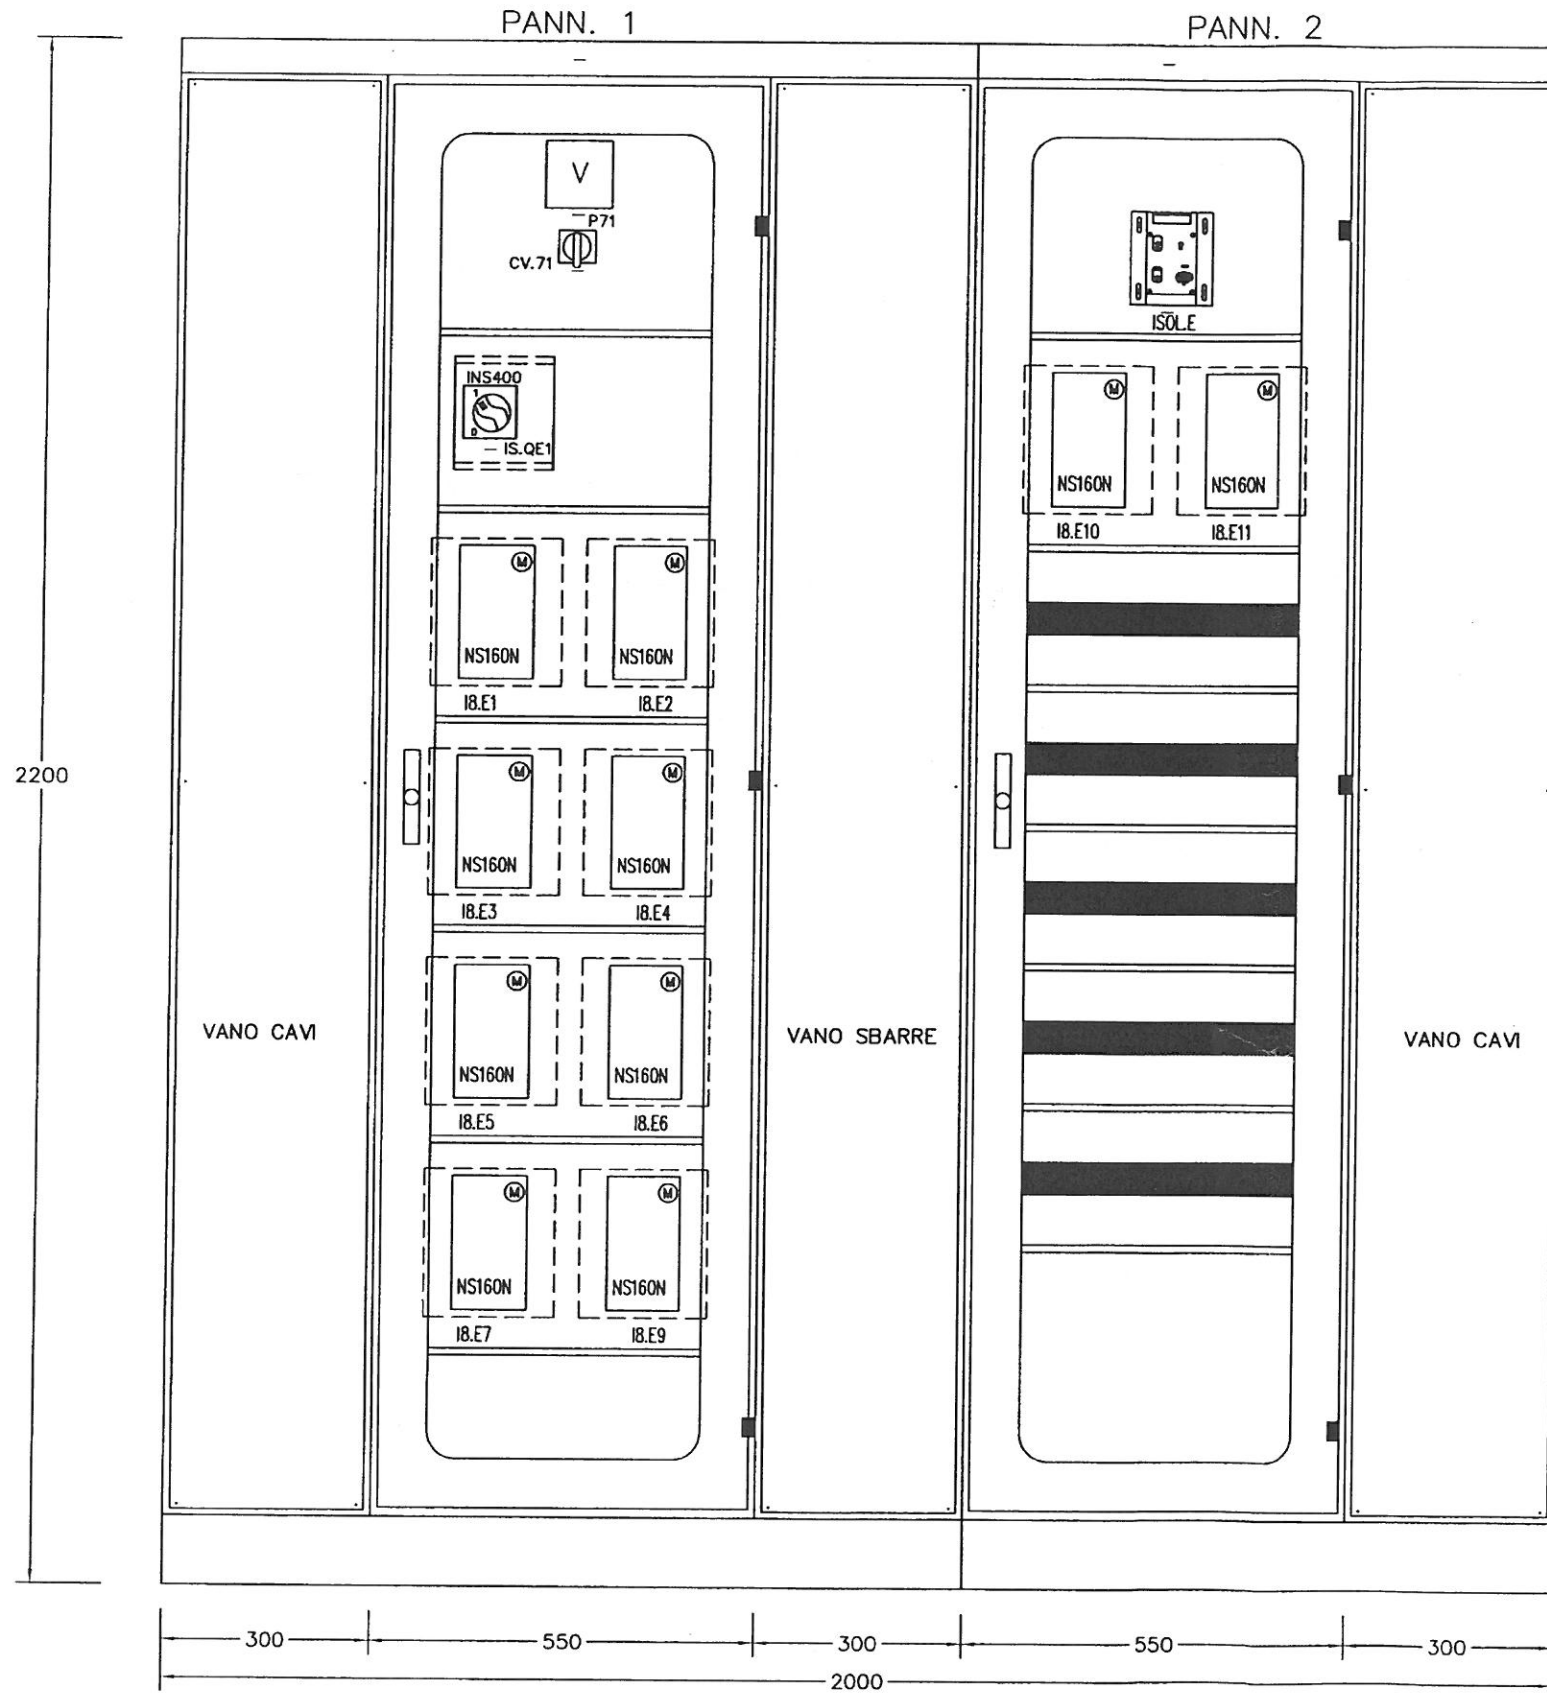 PANN. 1
PANN. 2
V
P71
CV.71
ISOL.E
INS400
1
0
IS.QE1
M
M
NS160N
NS160N
I8.E10
I8.E11
M
M
NS160N
NS160N
I8.E1
I8.E2
2200
M
M
NS160N
NS160N
I8.E3
I8.E4
VANO CAVI
VANO SBARRE
VANO CAVI
M
M
NS160N
NS160N
I8.E5
I8.E6
M
M
NS160N
NS160N
I8.E7
I8.E9
300
550
300
550
300
2000